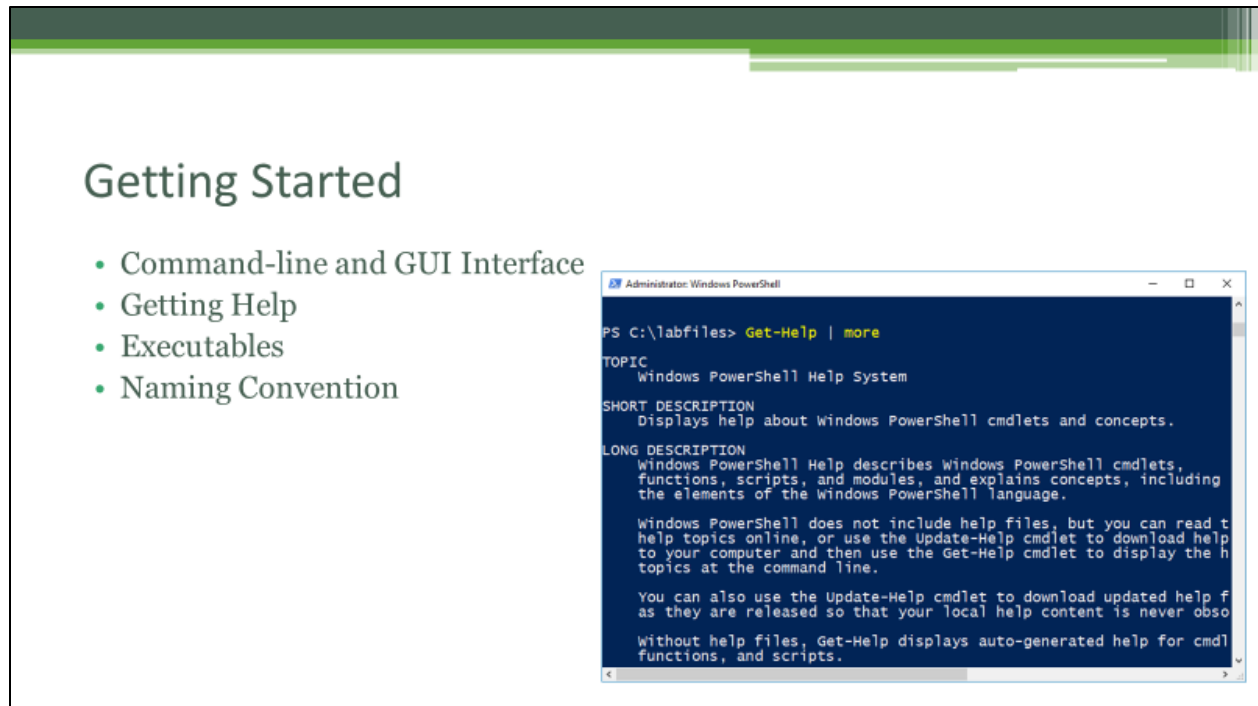 Getting Started
• Command-line and GUI Interface
• Getting Help
• Executables
• Naming Convention
Administrator: Windows PowerShell
PS C:\labfiles> Get-Help | more
TOPIC
Windows PowerShell Help System
SHORT DESCRIPTION
Displays help about Windows PowerShell cmdlets and concepts.
LONG DESCRIPTION
Windows PowerShell Help describes Windows PowerShell cmdlets,
functions, scripts, and modules, and explains concepts, including
the elements of the Windows PowerShell language.
Windows PowerShell does not include help files, but you can read t
help topics online, or use the Update-Help cmdlet to download help
to your computer and then use the Get-Help cmdlet to display the h
topics at the command line.
You can also use the Update-Help cmdlet to download updated help f
as they are released so that your local help content is never obso
Without help files, Get-Help displays auto-generated help for cmdl
functions, and scripts.